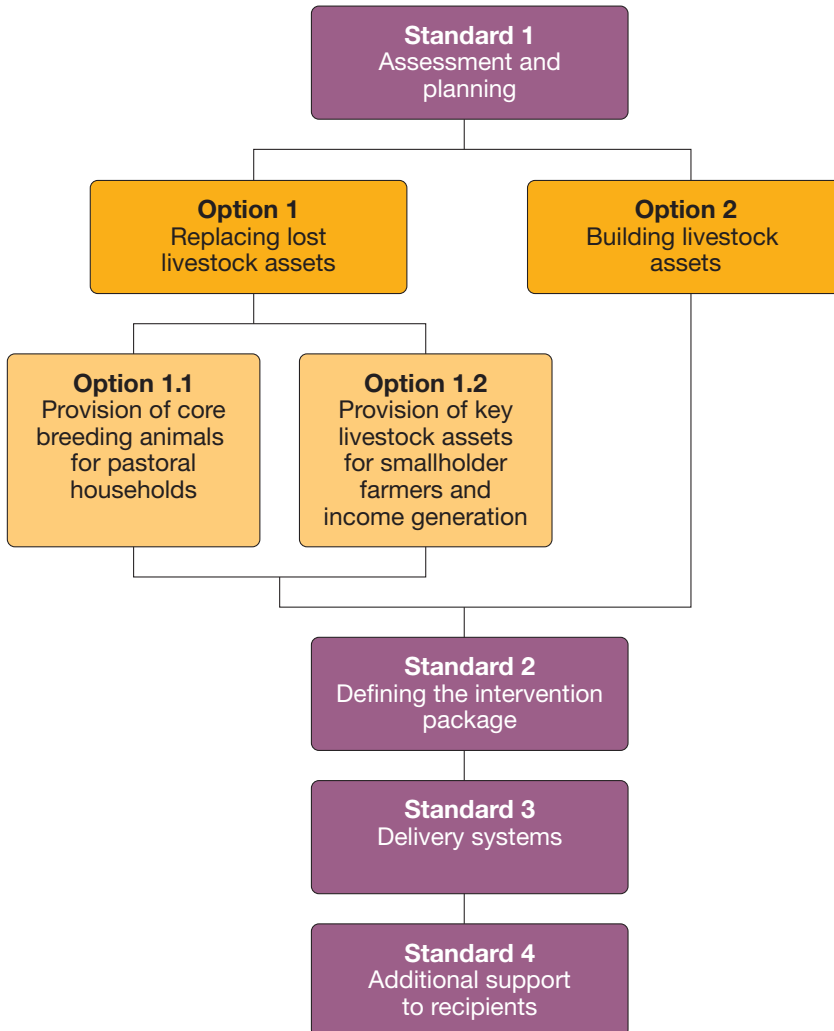 Standard 1
Assessment and
planning
Option 1
Replacing lost
livestock assets
Option 2
Building livestock
assets
Option 1.1
Provision of core
breeding animals
for pastoral
households
Option 1.2
Provision of key
livestock assets
for smallholder
farmers and
income generation
Standard 2
Defining the intervention
package
Standard 3
Delivery systems
Standard 4
Additional support
to recipients